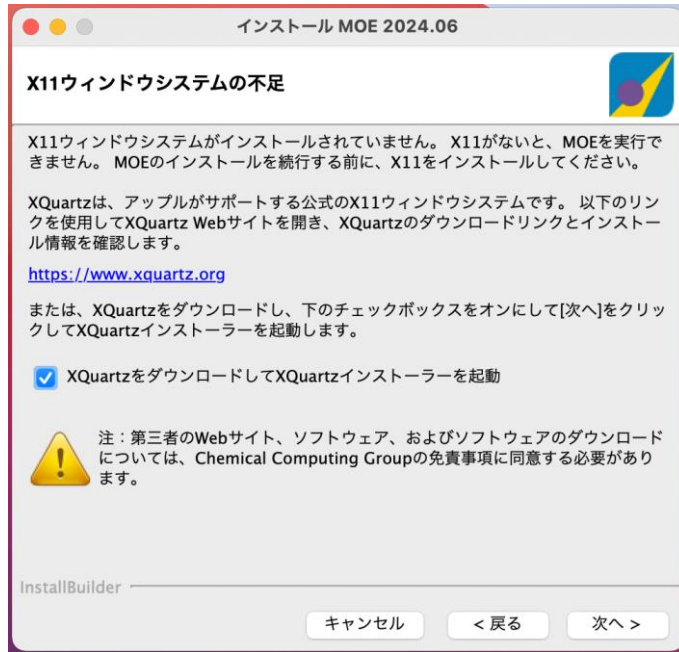 インストール MOE 2024.06
X11ウィンドウシステムの不足
X11ウィンドウシステムがインストールされていません。 X11がないと、MOEを実行で
きません。 MOEのインストールを続行する前に、X11をインストールしてください。
XQuartzは、アップルがサポートする公式のX11ウィンドウシステムです。 以下のリン
クを使用してXQuartz Webサイトを開き、XQuartzのダウンロードリンクとインストー
ル情報を確認します。
https://www.xquartz.org
または、XQuartzをダウンロードし、下のチェックボックスをオンにして[次へ]をクリッ
クしてXQuartzインストーラーを起動します。
XQuartzをダウンロードしてXQuartzインストーラーを起動
注：第三者のWebサイト、ソフトウェア、およびソフトウェアのダウンロード
については、Chemical Computing Groupの免責事項に同意する必要があり
ます。
InstallBuilder
キャンセル < 戻る 次へ >